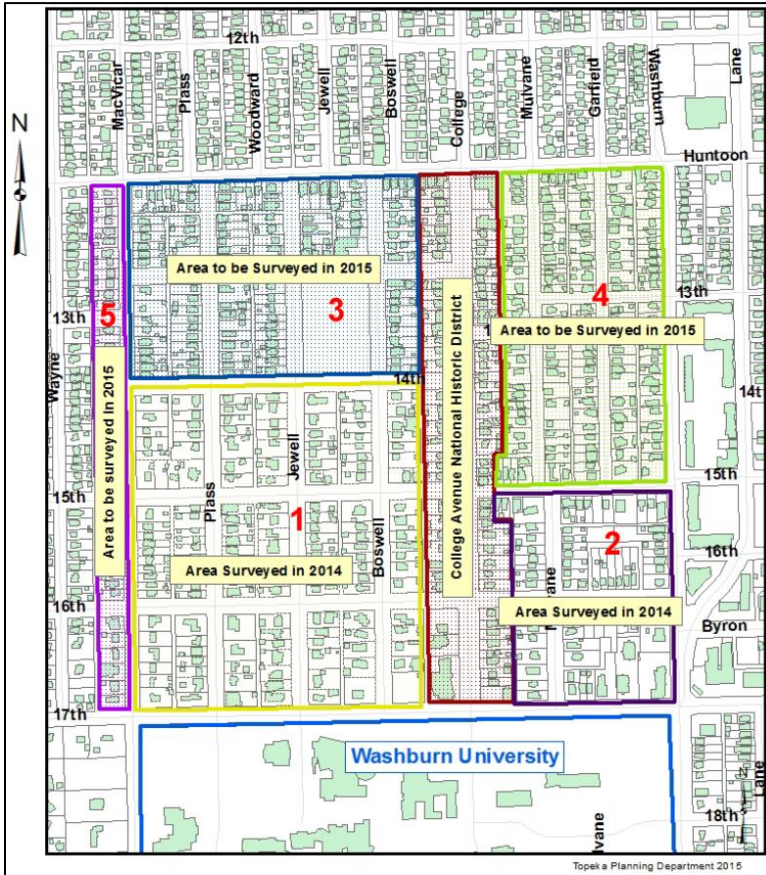 12th
MacVicar
Plass
Woodward
Jewell
Boswell
College
Mulvane
Garfield
Washburn
Lane
N
Huntoon
Area to be Surveyed in 2015
3
4
5
13th
13th
Area to be Surveyed in 2015
Wayne
14th
14t
College Avenue National Historic District
Area to be surveyed in 2015
Jewell
15th
15th
Plass
1
2
Boswell
16th
Area Surveyed in 2014
Area Surveyed in 2014
16th
Byron
17th
Washburn University
Lane
18th
lvane
Topeka Planning Department 2015